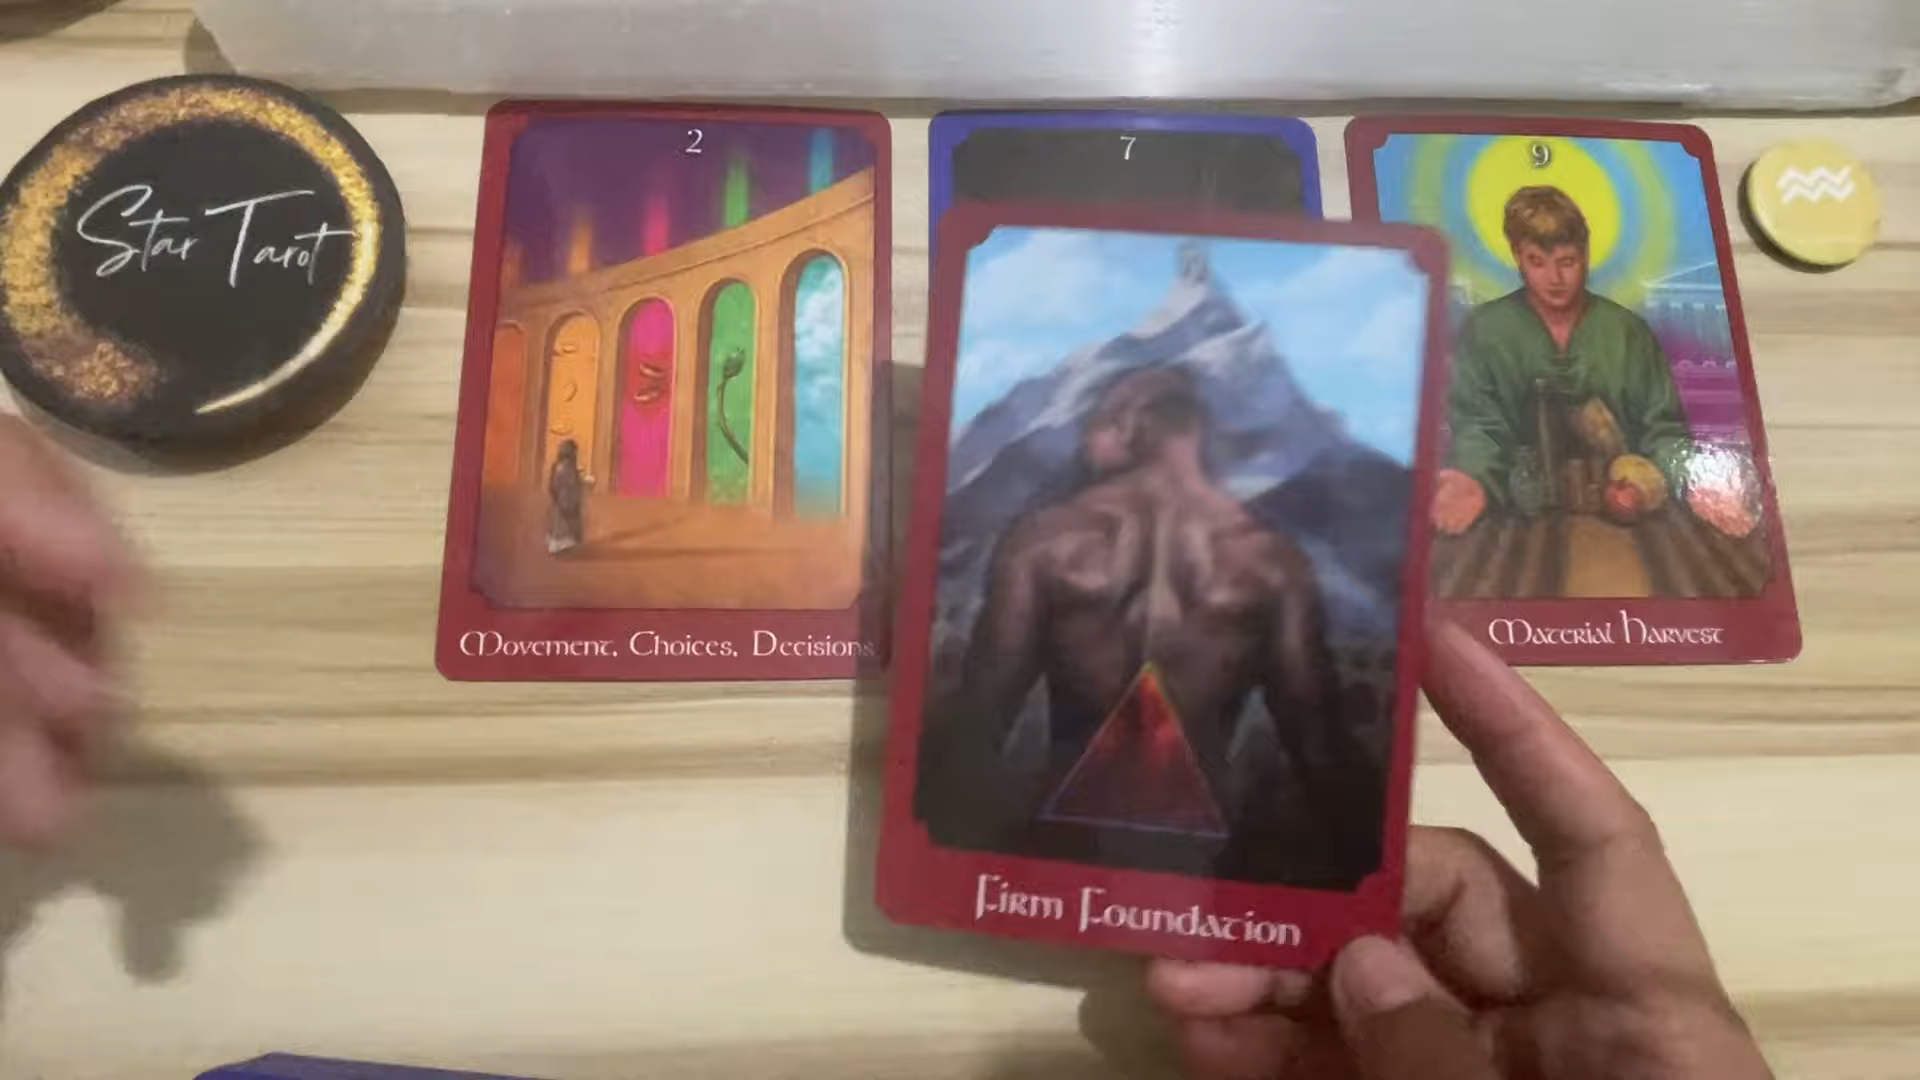 Star Tarot
2
7
9
Movement, Choices, Decisions
Material Harvest
Firm Foundation